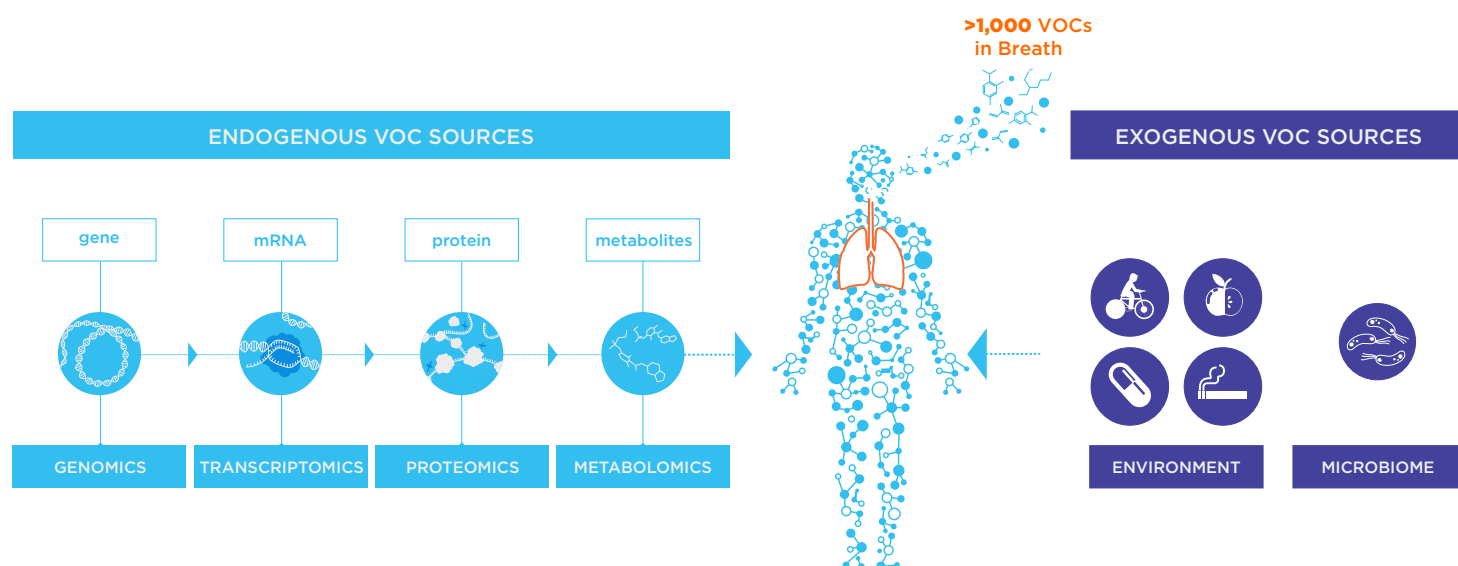 >1,000 VOCs
in Breath
ENDOGENOUS VOC SOURCES
EXOGENOUS VOC SOURCES
gene
mRNA
protein
metabolites
GENOMICS
TRANSCRIPTOMICS
PROTEOMICS
METABOLOMICS
ENVIRONMENT
MICROBIOME